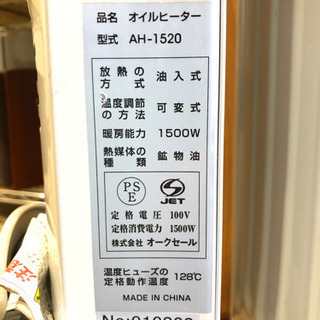 品名 オイルヒーター
型式 AH-1520
放熱の方式 油入式
温度調節の方法 可変式
暖房能力 1500W
熱媒体の種類 鉱物油
PSE
JET
定格電圧 100V
定格消費電力 1500W
株式会社 オークセール
温度ヒューズの定格動作温度 128℃
MADE IN CHINA
注意